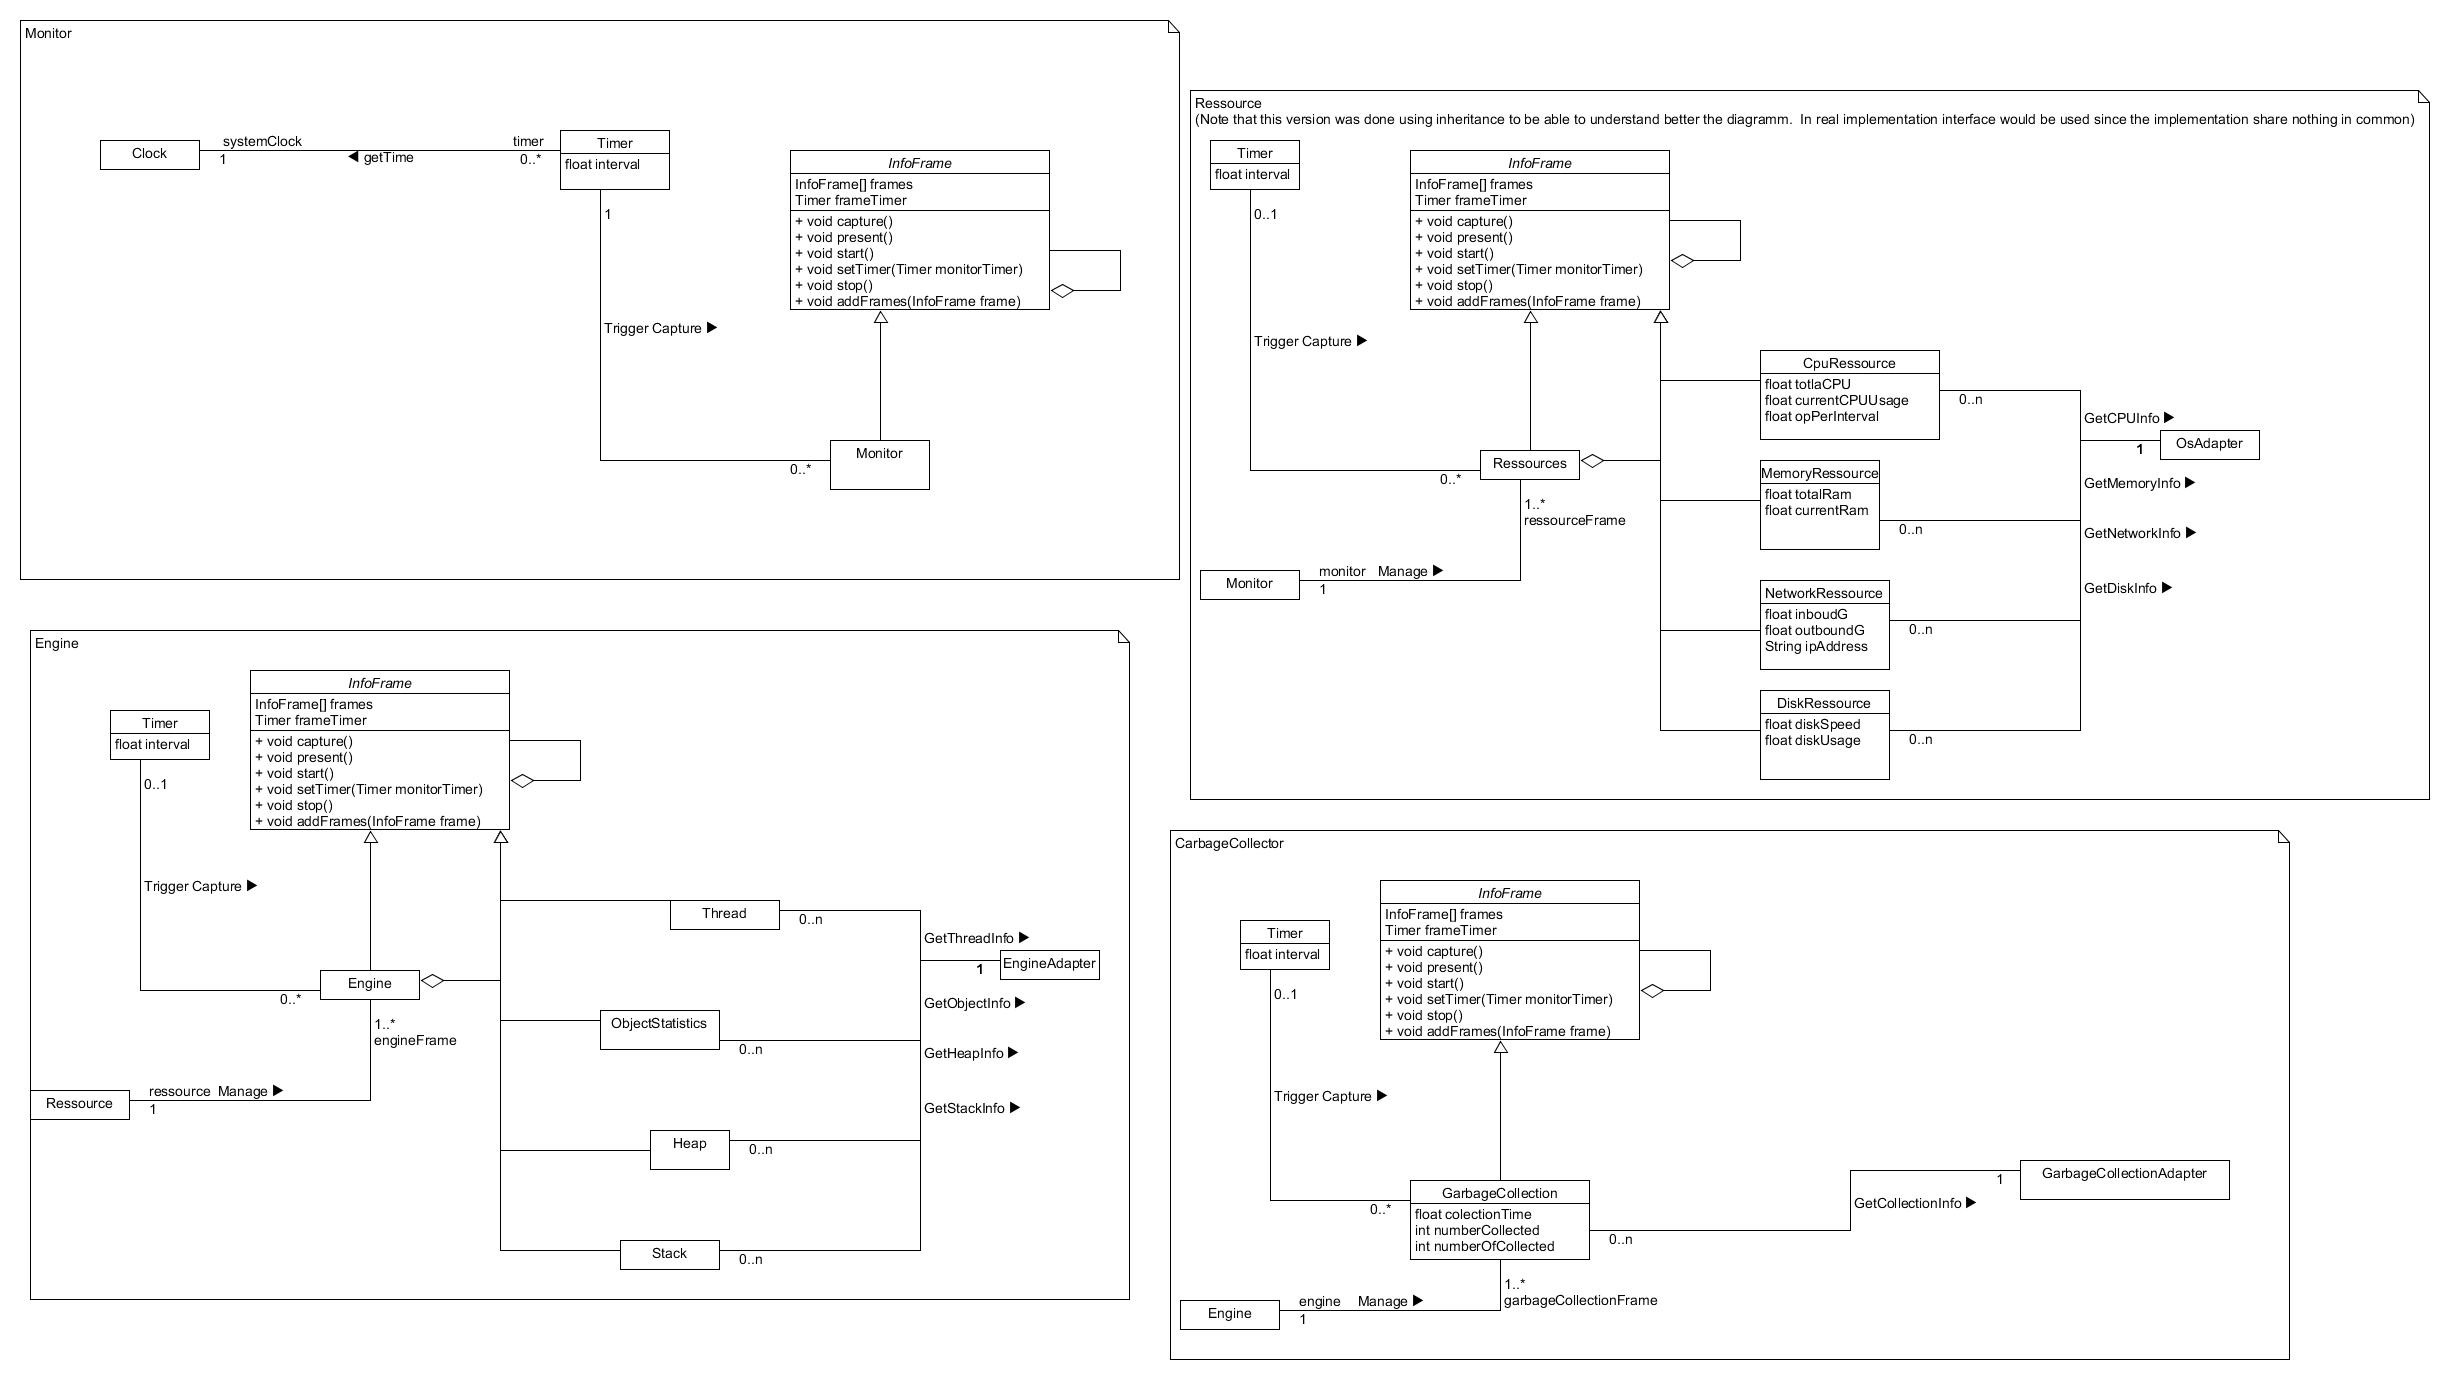 Monitor
Clock
systemClock
1
◀ getTime
timer
0..*
Timer
float interval
1
Trigger Capture ▶
0..*
InfoFrame
InfoFrame[] frames
Timer frameTimer
+ void capture()
+ void present()
+ void start()
+ void setTimer(Timer monitorTimer)
+ void stop()
+ void addFrames(InfoFrame frame)
Monitor
Ressource
(Note that this version was done using inheritance to be able to understand better the diagramm.  In real implementation interface would be used since the implementation share nothing in common)
Timer
float interval
0..1
Trigger Capture ▶
0..*
InfoFrame
InfoFrame[] frames
Timer frameTimer
+ void capture()
+ void present()
+ void start()
+ void setTimer(Timer monitorTimer)
+ void stop()
+ void addFrames(InfoFrame frame)
Ressources
1..*
ressourceFrame
Monitor
monitor   Manage ▶
1
CpuRessource
float totlaCPU
float currentCPUUsage
float opPerInterval
0..n
MemoryRessource
float totalRam
float currentRam
0..n
NetworkRessource
float inboudG
float outboundG
String ipAddress
0..n
DiskRessource
float diskSpeed
float diskUsage
0..n
GetCPUInfo ▶
1
OsAdapter
GetMemoryInfo ▶
GetNetworkInfo ▶
GetDiskInfo ▶
Engine
Timer
float interval
0..1
Trigger Capture ▶
0..*
InfoFrame
InfoFrame[] frames
Timer frameTimer
+ void capture()
+ void present()
+ void start()
+ void setTimer(Timer monitorTimer)
+ void stop()
+ void addFrames(InfoFrame frame)
Engine
1..*
engineFrame
Ressource
ressource  Manage ▶
1
Thread
0..n
ObjectStatistics
0..n
Heap
0..n
Stack
0..n
GetThreadInfo ▶
1
EngineAdapter
GetObjectInfo ▶
GetHeapInfo ▶
GetStackInfo ▶
CarbageCollector
Timer
float interval
0..1
Trigger Capture ▶
0..*
InfoFrame
InfoFrame[] frames
Timer frameTimer
+ void capture()
+ void present()
+ void start()
+ void setTimer(Timer monitorTimer)
+ void stop()
+ void addFrames(InfoFrame frame)
GarbageCollection
float colectionTime
int numberCollected
int numberOfCollected
0..n
1
GetCollectionInfo ▶
GarbageCollectionAdapter
1..*
garbageCollectionFrame
Engine
engine   Manage ▶
1